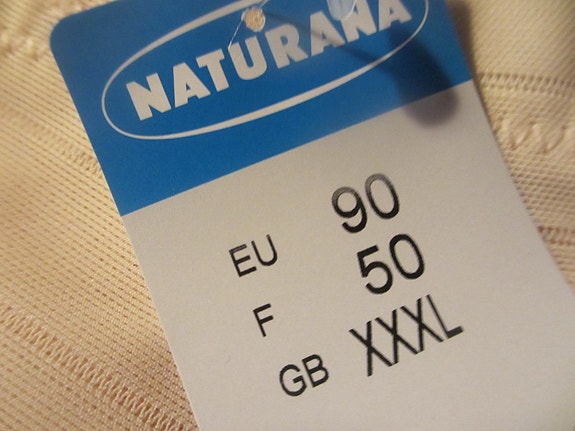 NATURANA
EU 90
F 50
GB XXXL